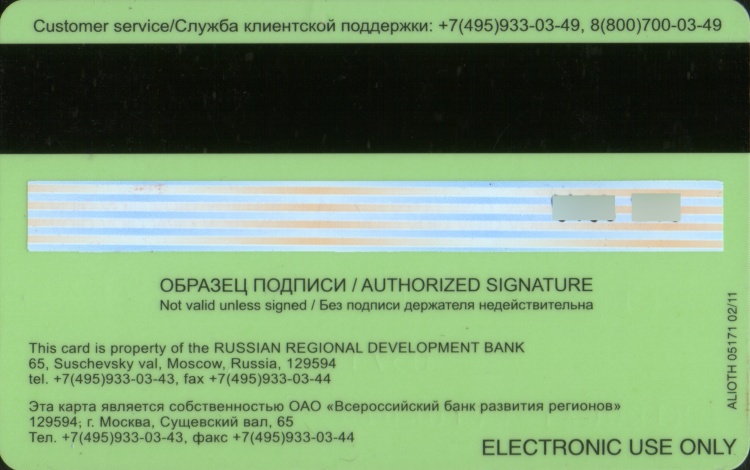 Customer service/Служба клиентской поддержки: +7(495)933-03-49, 8(800)700-03-49
ОБРАЗЕЦ ПОДПИСИ / AUTHORIZED SIGNATURE
Not valid unless signed / Без подписи держателя недействительна
This card is property of the RUSSIAN REGIONAL DEVELOPMENT BANK
65, Suschevsky val, Moscow, Russia, 129594
tel. +7(495)933-03-43, fax +7(495)933-03-44
Эта карта является собственностью ОАО «Всероссийский банк развития регионов»
129594; г. Москва, Сущевский вал, 65
Тел. +7(495)933-03-43, факс +7(495)933-03-44
ELECTRONIC USE ONLY
ALIOTH 05171 02/11